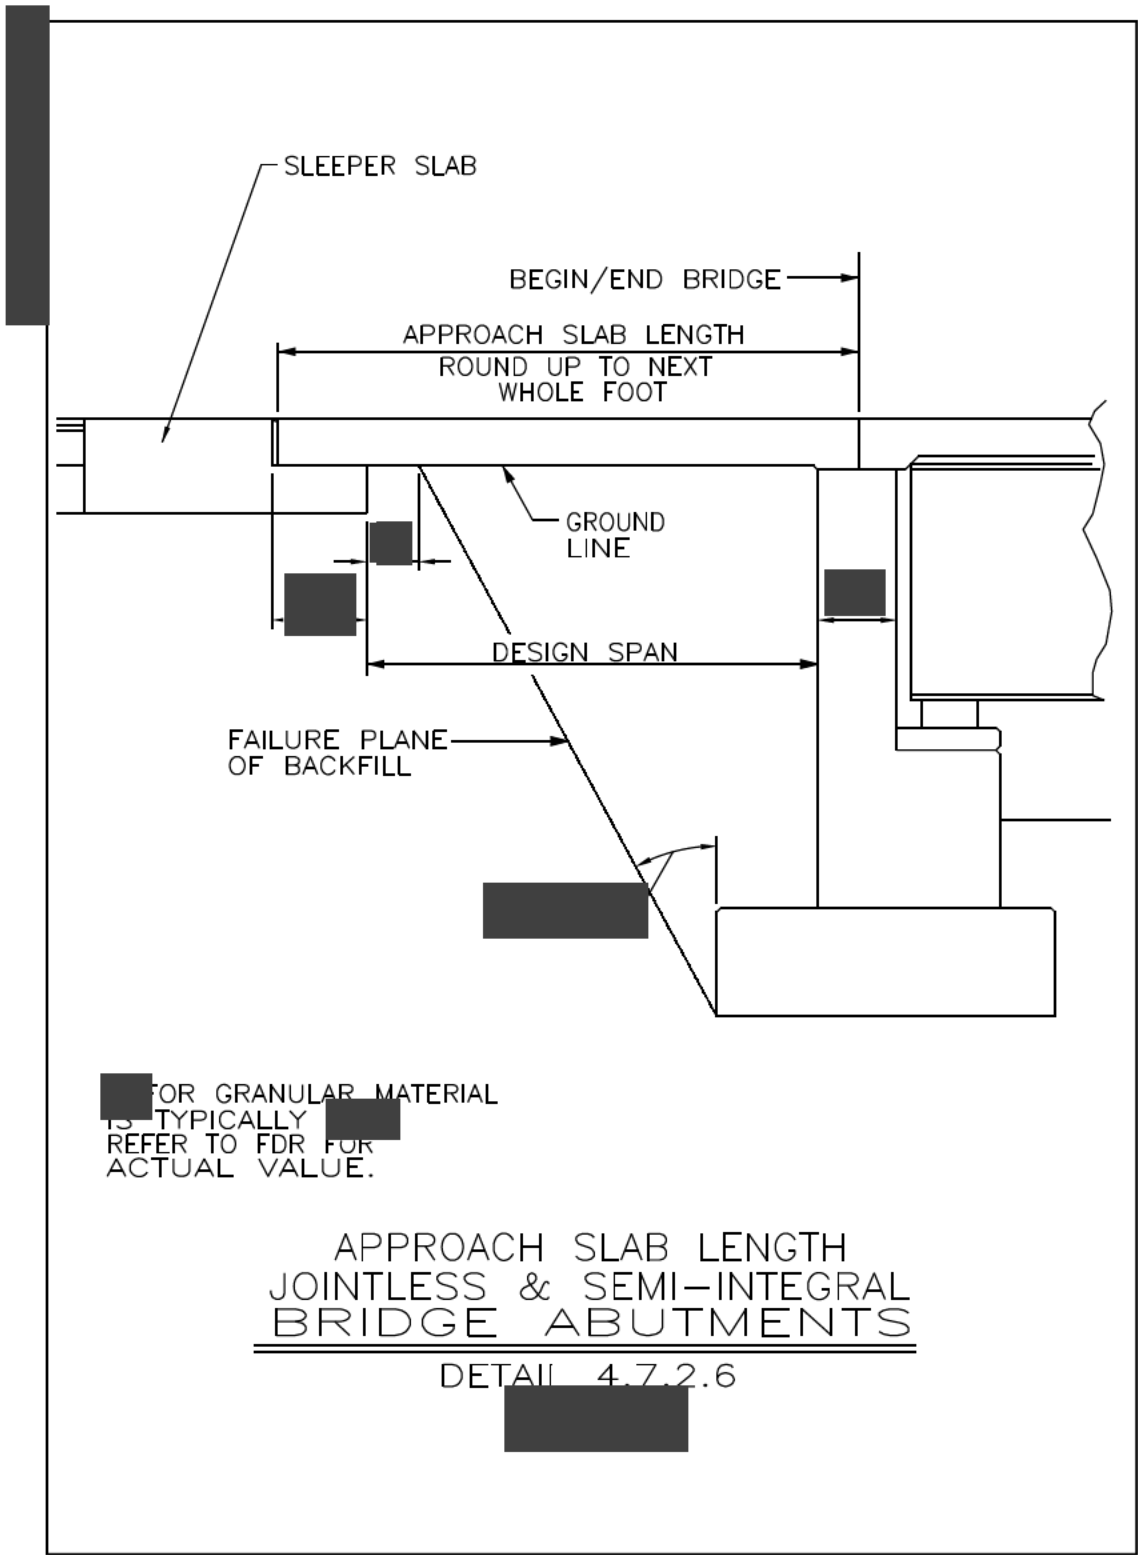 SLEEPER SLAB
BEGIN/END BRIDGE
APPROACH SLAB LENGTH
ROUND UP TO NEXT
WHOLE FOOT
GROUND
LINE
DESIGN SPAN
FAILURE PLANE
OF BACKFILL
FOR GRANULAR MATERIAL
IS TYPICALLY
REFER TO FDR FOR
ACTUAL VALUE.
APPROACH SLAB LENGTH
JOINTLESS & SEMI-INTEGRAL
BRIDGE ABUTMENTS
DETAIL 4.7.2.6